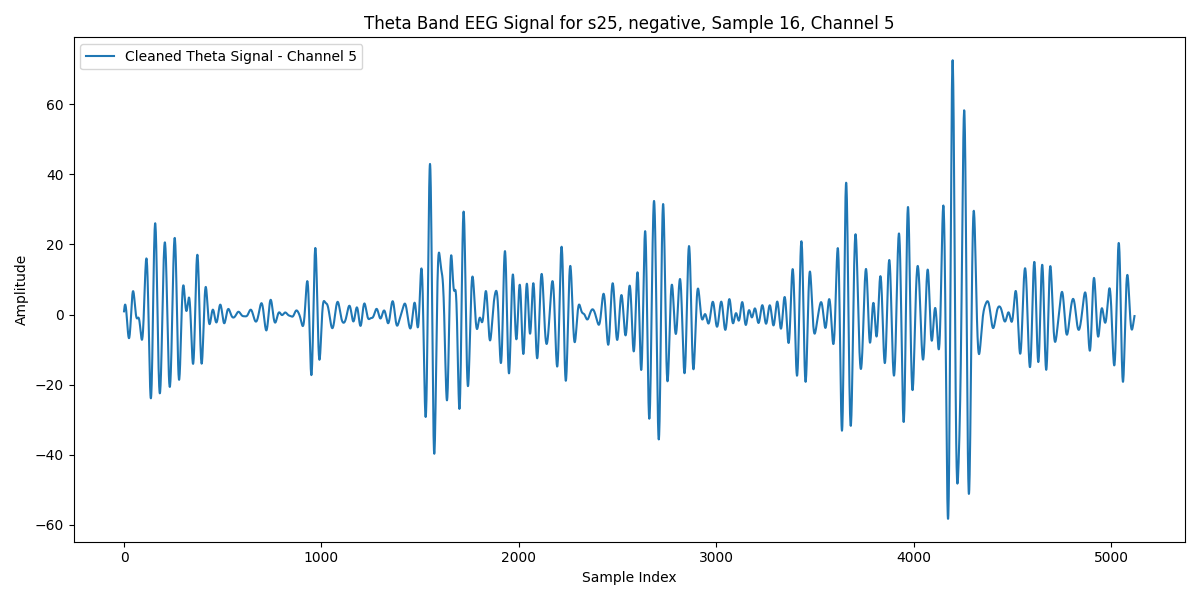 Theta Band EEG Signal for s25, negative, Sample 16, Channel 5
Cleaned Theta Signal - Channel 5
Amplitude
60
40
20
0
−20
−40
−60
0 1000 2000 3000 4000 5000
Sample Index